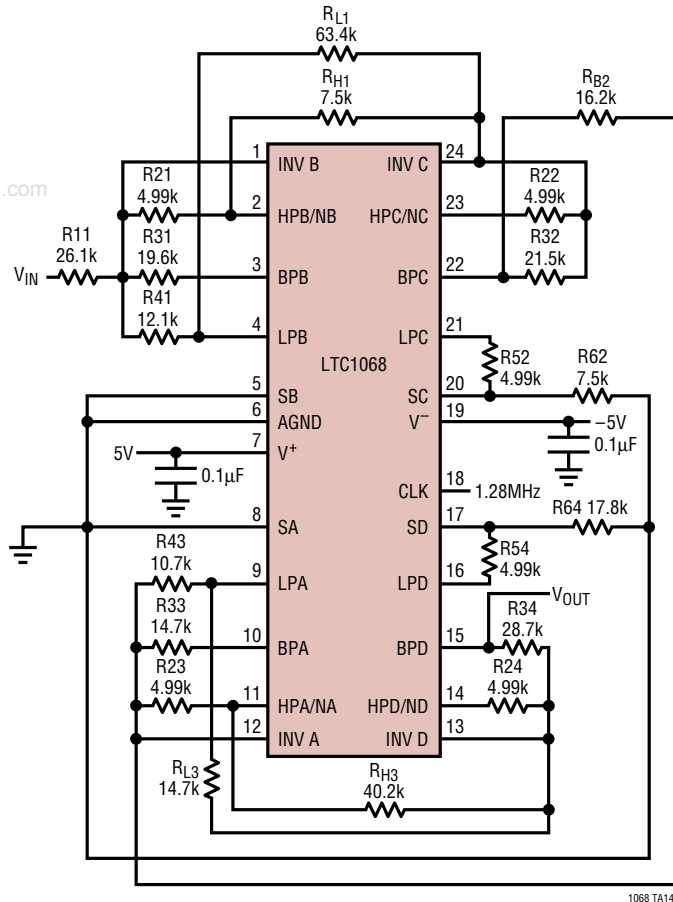 RL1
63.4k
RH1
7.5k
RB2
16.2k
.com
1
INV B
INV C
24
R21
4.99k
2
HPB/NB
HPC/NC
23
R22
4.99k
R11
26.1k
VIN
R31
19.6k
3
BPB
BPC
22
R32
21.5k
R41
12.1k
4
LPB
LPC
21
LTC1068
R52
4.99k
R62
7.5k
5
SB
SC
20
6
AGND
V–
19
–5V
0.1µF
5V
7
V+
0.1µF
CLK
18
1.28MHz
8
SA
SD
17
R64 17.8k
R43
10.7k
9
LPA
LPD
16
R54
4.99k
VOUT
R33
14.7k
10
BPA
BPD
15
R34
28.7k
R23
4.99k
11
HPA/NA
HPD/ND
14
R24
4.99k
12
INV A
INV D
13
RL3
14.7k
RH3
40.2k
1068 TA14